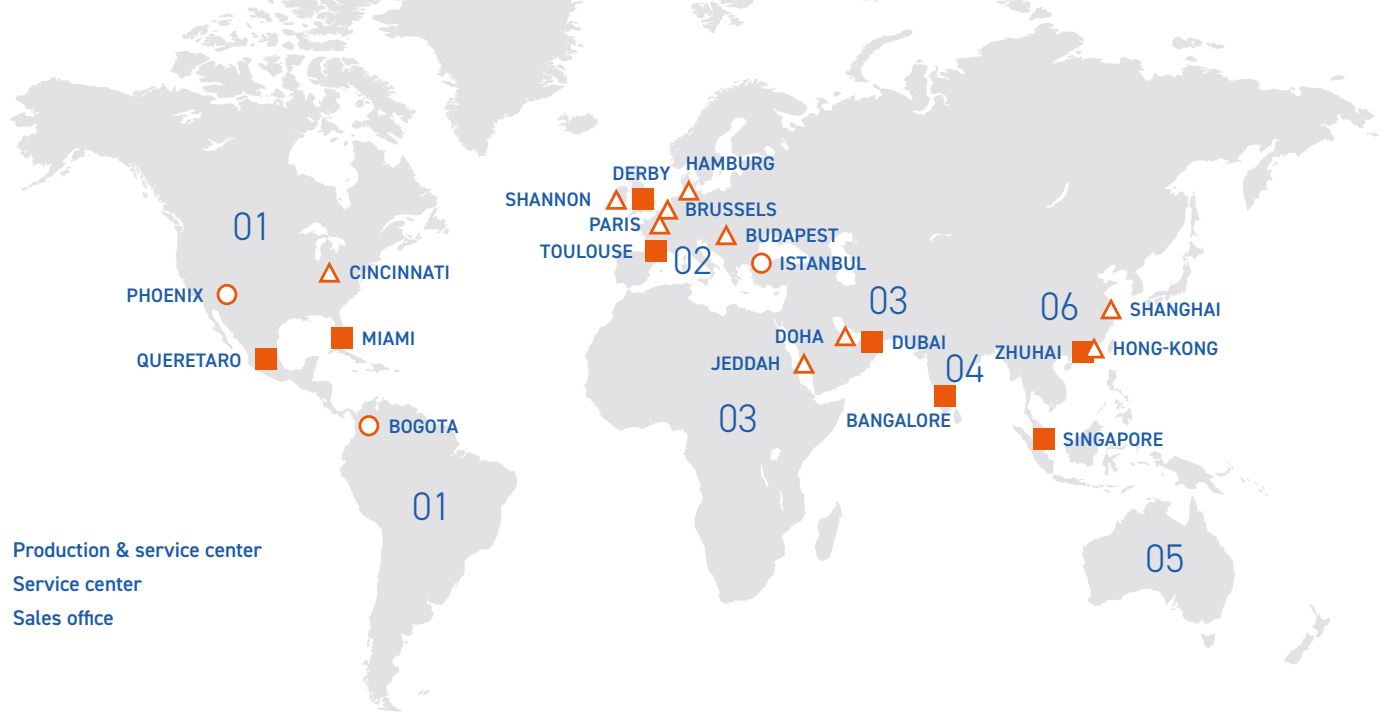 HAMBURG
DERBY
SHANNON
BRUSSELS
PARIS
BUDAPEST
TOULOUSE
02
ISTANBUL
01
CINCINNATI
PHOENIX
MIAMI
QUERETARO
BOGOTA
01
03
DOHA
DUBAI
JEDDAH
03
04
BANGALORE
06
SHANGHAI
ZHUHAI
HONG-KONG
SINGAPORE
05
Production & service center
Service center
Sales office